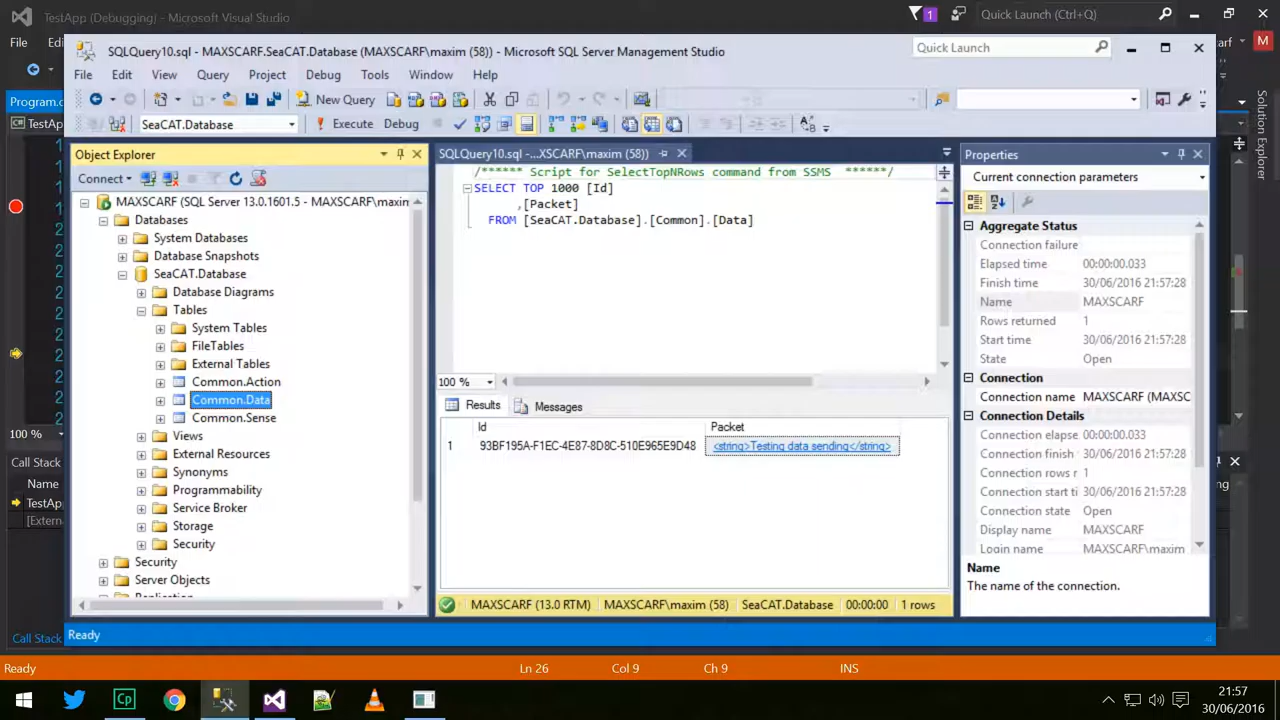 TestApp (Debugging) - Microsoft Visual Studio
1
Quick Launch (Ctrl+Q)
File
M
SQLQuery10.sql - MAXSCARF.SeaCAT.Database (MAXSCARF\maxim (58)) - Microsoft SQL Server Management Studio
Quick Launch
File Edit View Query Project Debug Tools Window Help
New Query
SeaCAT.Database
Execute Debug
Object Explorer
Connect
MAXSCARF (SQL Server 13.0.1601.5 - MAXSCARF\maxim
Databases
System Databases
Database Snapshots
SeaCAT.Database
Database Diagrams
Tables
System Tables
FileTables
External Tables
Common.Action
Common.Data
Common.Sense
Views
External Resources
Synonyms
Programmability
Service Broker
Storage
Security
Security
Server Objects
SQLQuery10.sql -...XSCARF\maxim (58))
/****** Script for SelectTopNRows command from SSMS ******/
SELECT TOP 1000 [Id]
,[Packet]
FROM [SeaCAT.Database].[Common].[Data]
100 %
Results Messages
Id Packet
1 93BF195A-F1EC-4E87-8D8C-510E965E9D48 <string>Testing data sending</string>
MAXSCARF (13.0 RTM) MAXSCARF\maxim (58) SeaCAT.Database 00:00:00 1 rows
Properties
Current connection parameters
Aggregate Status
Connection failure
Elapsed time 00:00:00.033
Finish time 30/06/2016 21:57:28
Name MAXSCARF
Rows returned 1
Start time 30/06/2016 21:57:28
State Open
Connection
Connection name MAXSCARF (MAXSC
Connection Details
Connection elapse 00:00:00.033
Connection finish 30/06/2016 21:57:28
Connection rows r 1
Connection start ti 30/06/2016 21:57:28
Connection state Open
Display name MAXSCARF
Login name MAXSCARF\maxim
Name
The name of the connection.
Ready
Solution Explorer
100 %
Call Stack
Name
TestApp
[Extern
Call Stack
Ready Ln 26 Col 9 Ch 9 INS
21:57
30/06/2016